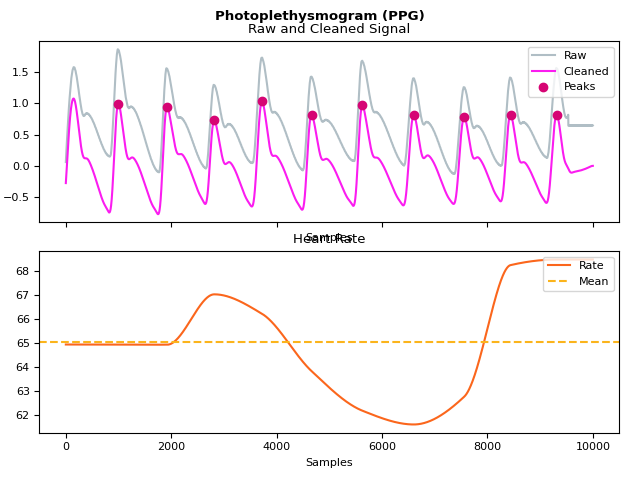 Photoplethysmogram (PPG)
Raw and Cleaned Signal
Raw
Cleaned
Peaks
1.5
1.0
0.5
0.0
−0.5
Samples
Heart Rate
Rate
Mean
68
67
66
65
64
63
62
0 2000 4000 6000 8000 10000
Samples